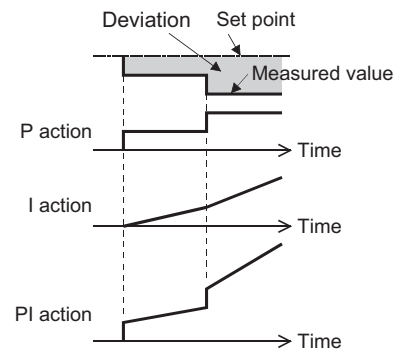 Deviation
Set point
Measured value
P action
Time
I action
Time
PI action
Time